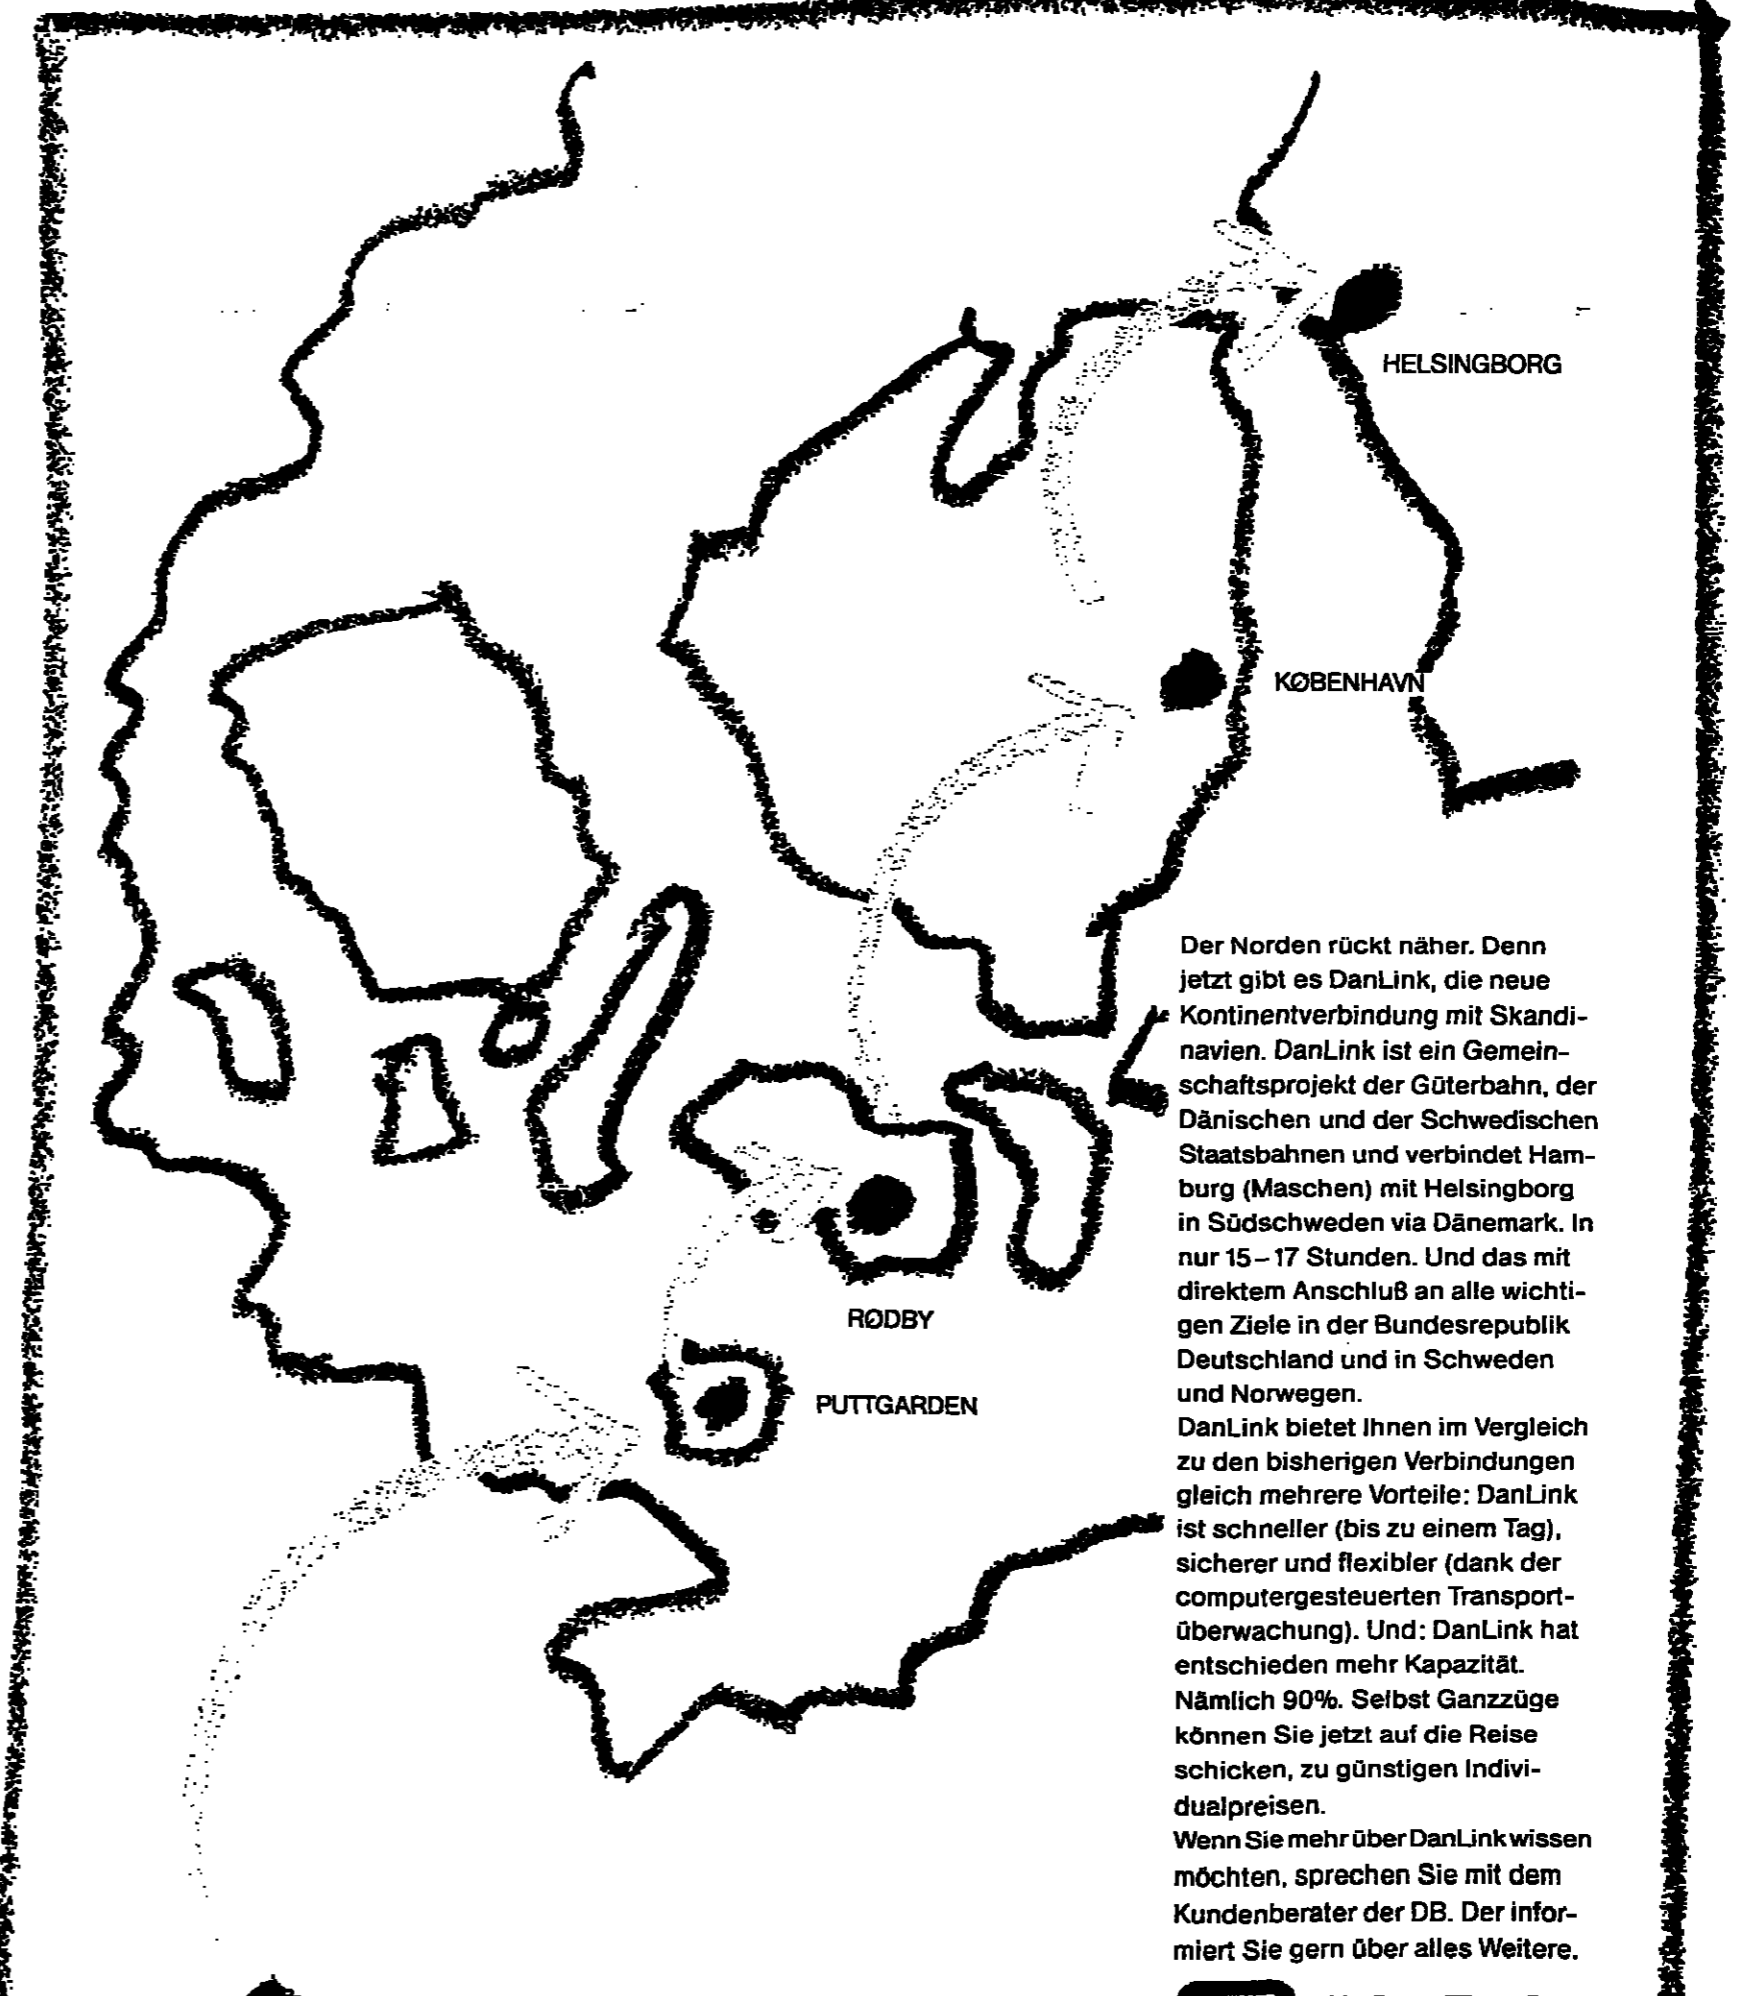 HELSINGBORG
KØBENHAVN
Der Norden rückt näher. Denn
jetzt gibt es DanLink, die neue
Kontinentverbindung mit Skandi-
navien. DanLink ist ein Gemein-
schaftsprojekt der Güterbahn, der
Dänischen und der Schwedischen
Staatsbahnen und verbindet Ham-
burg (Maschen) mit Helsingborg
in Südschweden via Dänemark. In
nur 15–17 Stunden. Und das mit
direktem Anschluß an alle wichti-
gen Ziele in der Bundesrepublik
Deutschland und in Schweden
und Norwegen.
DanLink bietet Ihnen im Vergleich
zu den bisherigen Verbindungen
gleich mehrere Vorteile: DanLink
ist schneller (bis zu einem Tag),
sicherer und flexibler (dank der
computergesteuerten Transport-
überwachung). Und: DanLink hat
entschieden mehr Kapazität.
Nämlich 90%. Selbst Ganzzüge
können Sie jetzt auf die Reise
schicken, zu günstigen Indivi-
dualpreisen.
Wenn Sie mehr über DanLink wissen
möchten, sprechen Sie mit dem
Kundenberater der DB. Der infor-
miert Sie gern über alles Weitere.
RØDBY
PUTTGARDEN